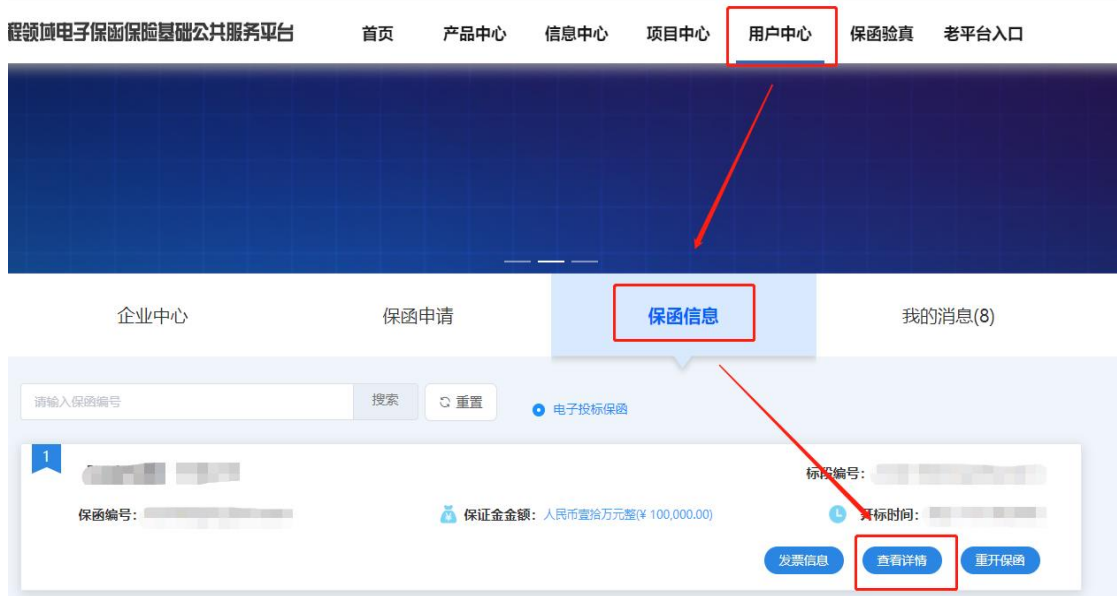 程领域电子保函保险基础公共服务平台 首页 产品中心 信息中心 项目中心 用户中心 保函验真 老平台入口
企业中心 保函申请 保函信息 我的消息(8)
请输入保函编号 搜索 重置 电子投标保函
1
标段编号:
保函编号: 保证金金额: 人民币壹拾万元整(¥ 100,000.00) 开标时间:
发票信息 查看详情 重开保函